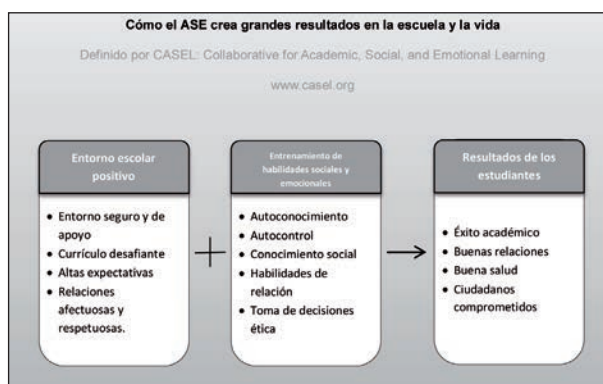 Cómo el ASE crea grandes resultados en la escuela y la vida
Definido por CASEL: Collaborative for Academic, Social, and Emotional Learning
www.casel.org
Entorno escolar
positivo
• Entorno seguro y de
apoyo
• Currículo desafiante
• Altas expectativas
• Relaciones
afectuosas y
respetuosas.
+
Entrenamiento de
habilidades sociales y
emocionales
• Autoconocimiento
• Autocontrol
• Conocimiento social
• Habilidades de
relación
• Toma de decisiones
ética
Resultados de los
estudiantes
• Éxito académico
• Buenas relaciones
• Buena salud
• Ciudadanos
comprometidos